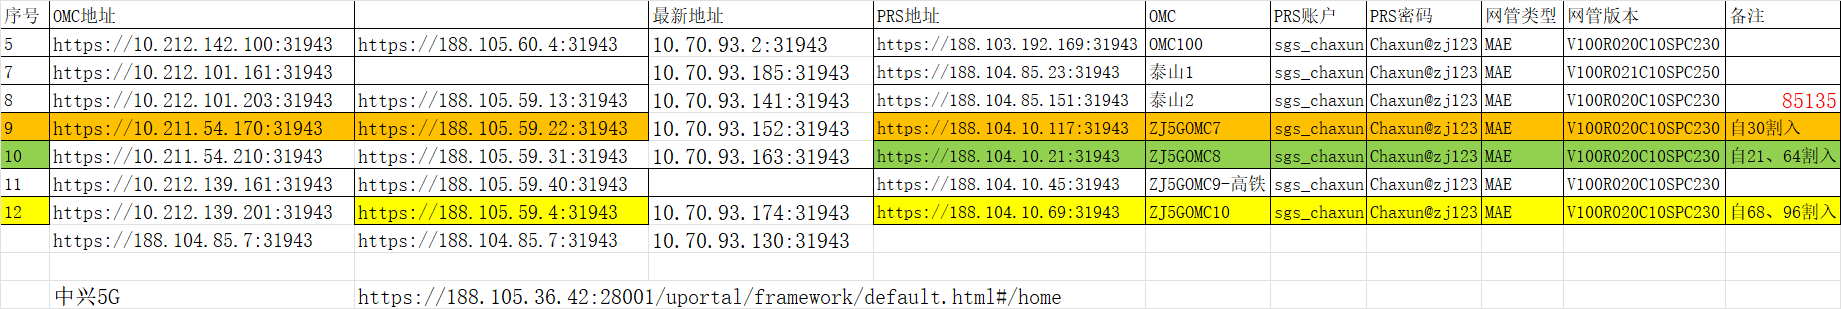 序号 OMC地址 最新地址 PRS地址 OMC PRS账户 PRS密码 网管类型 网管版本 备注
5 https://10.212.142.100:31943 https://188.105.60.4:31943 10.70.93.2:31943 https://188.103.192.169:31943 OMC100 sgs_chaxun Chaxun@zj123 MAE V100R020C10SPC230
7 https://10.212.101.161:31943 10.70.93.185:31943 https://188.104.85.23:31943 泰山1 sgs_chaxun Chaxun@zj123 MAE V100R021C10SPC250
8 https://10.212.101.203:31943 https://188.105.59.13:31943 10.70.93.141:31943 https://188.104.85.151:31943 泰山2 sgs_chaxun Chaxun@zj123 MAE V100R020C10SPC230 85135
9 https://10.211.54.170:31943 https://188.105.59.22:31943 10.70.93.152:31943 https://188.104.10.117:31943 ZJ5GOMC7 sgs_chaxun Chaxun@zj123 MAE V100R020C10SPC230 自30割入
10 https://10.211.54.210:31943 https://188.105.59.31:31943 10.70.93.163:31943 https://188.104.10.21:31943 ZJ5GOMC8 sgs_chaxun Chaxun@zj123 MAE V100R020C10SPC230 自21、64割入
11 https://10.212.139.161:31943 https://188.105.59.40:31943 https://188.104.10.45:31943 ZJ5GOMC9-高铁 sgs_chaxun Chaxun@zj123 MAE V100R020C10SPC230
12 https://10.212.139.201:31943 https://188.105.59.4:31943 10.70.93.174:31943 https://188.104.10.69:31943 ZJ5GOMC10 sgs_chaxun Chaxun@zj123 MAE V100R020C10SPC230 自68、96割入
https://188.104.85.7:31943 https://188.104.85.7:31943 10.70.93.130:31943
中兴5G https://188.105.36.42:28001/uportal/framework/default.html#/home